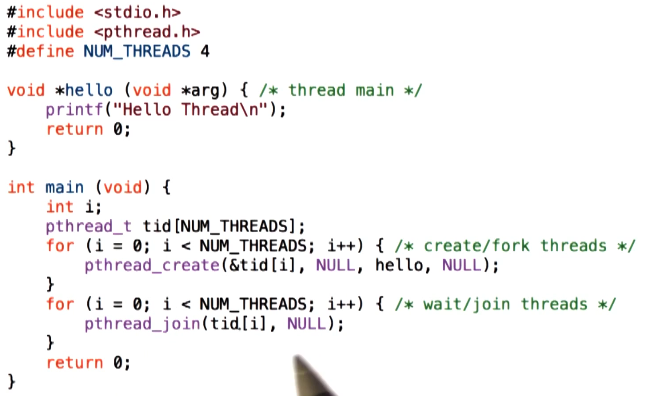 #include <stdio.h>
#include <pthread.h>
#define NUM_THREADS 4

void *hello (void *arg) { /* thread main */
    printf("Hello Thread\n");
    return 0;
}

int main (void) {
    int i;
    pthread_t tid[NUM_THREADS];
    for (i = 0; i < NUM_THREADS; i++) { /* create/fork threads */
        pthread_create(&tid[i], NULL, hello, NULL);
    }
    for (i = 0; i < NUM_THREADS; i++) { /* wait/join threads */
        pthread_join(tid[i], NULL);
    }
    return 0;
}